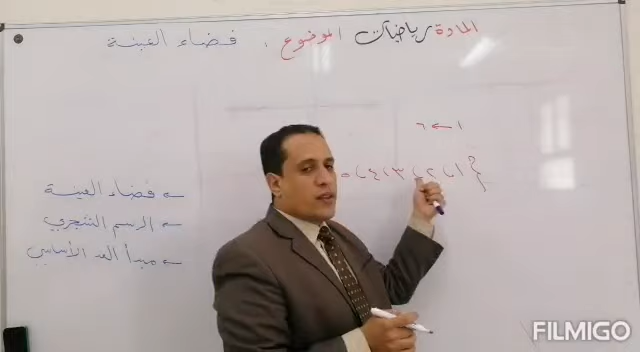 المادة رياضيات الموضوع : فضاء العينة
١ ← ٦
{ ١ ، ٢ ، ٣ ، ٤ ، ٥
← فضاء العينة
← الرسم الشجري
← مبدأ العد الأساسي
FILMIGO